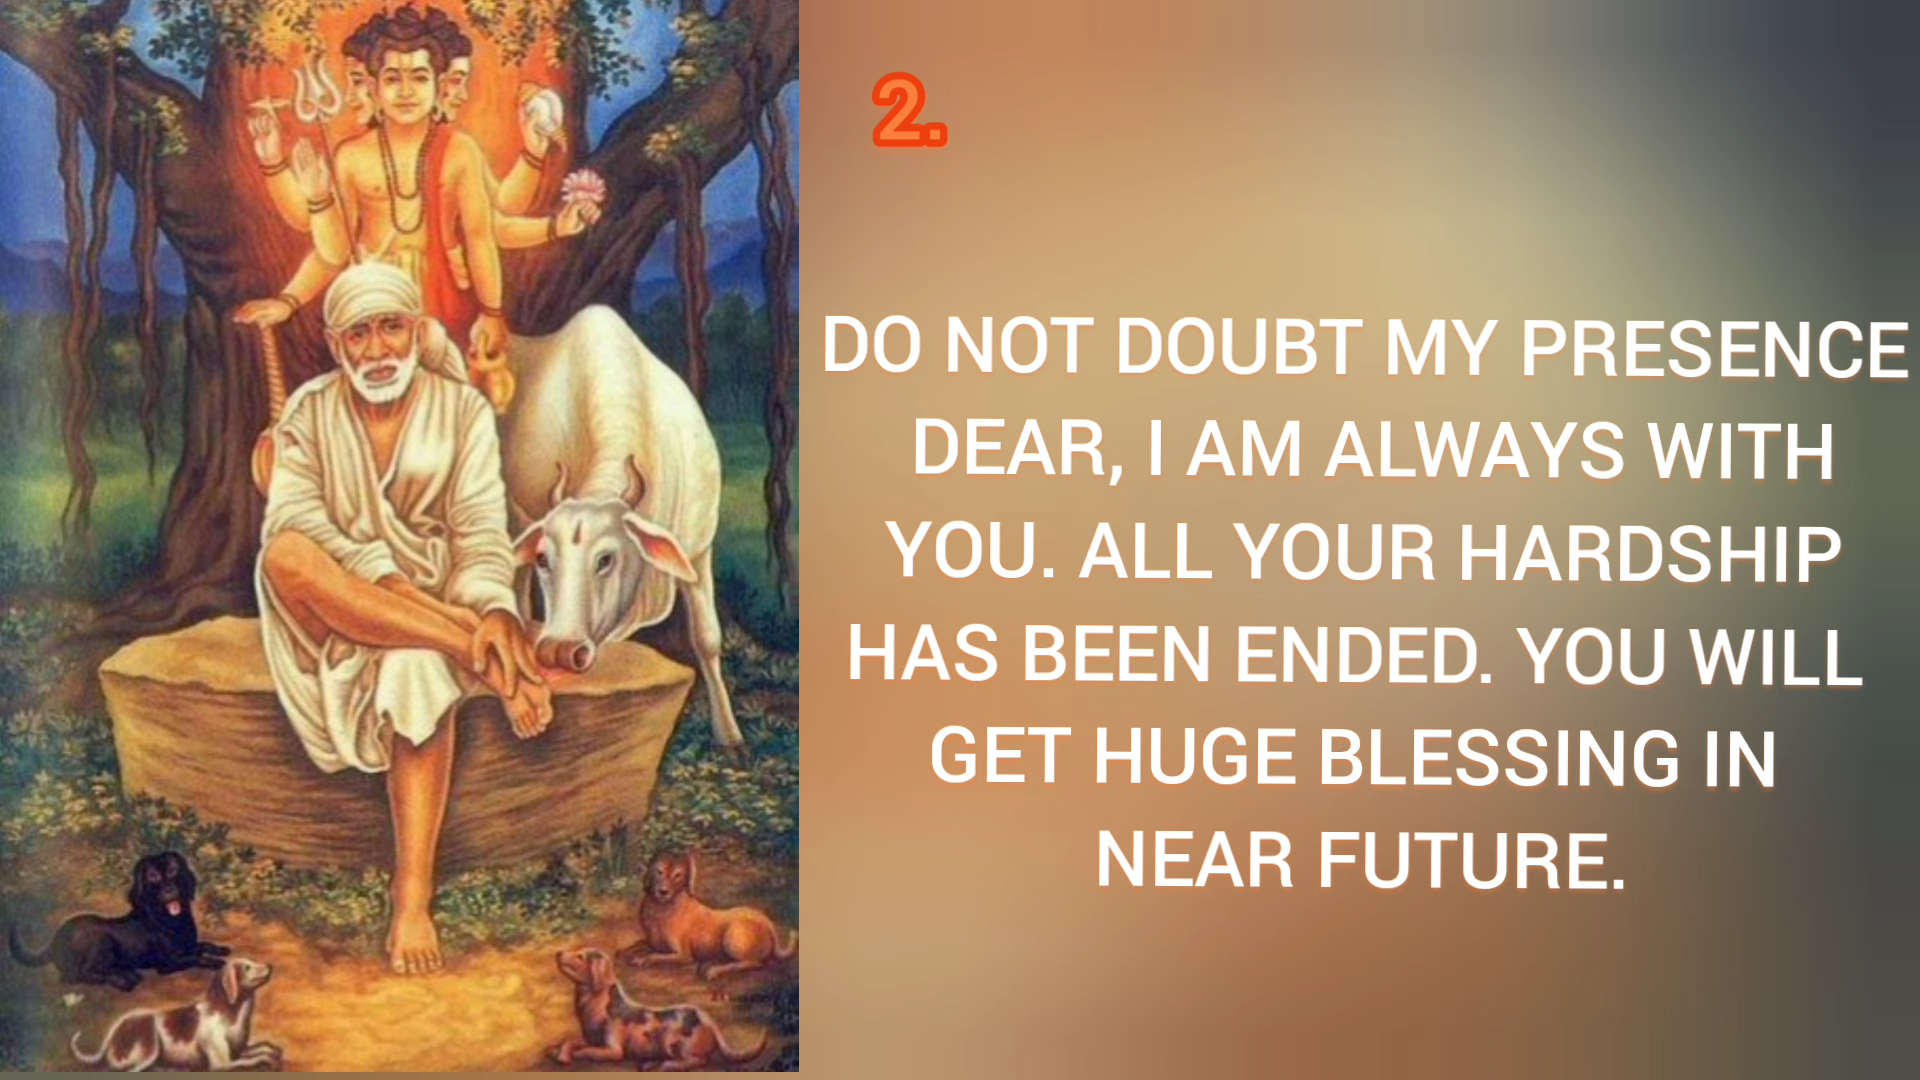 2.
DO NOT DOUBT MY PRESENCE
DEAR, I AM ALWAYS WITH
YOU. ALL YOUR HARDSHIP
HAS BEEN ENDED. YOU WILL
GET HUGE BLESSING IN
NEAR FUTURE.